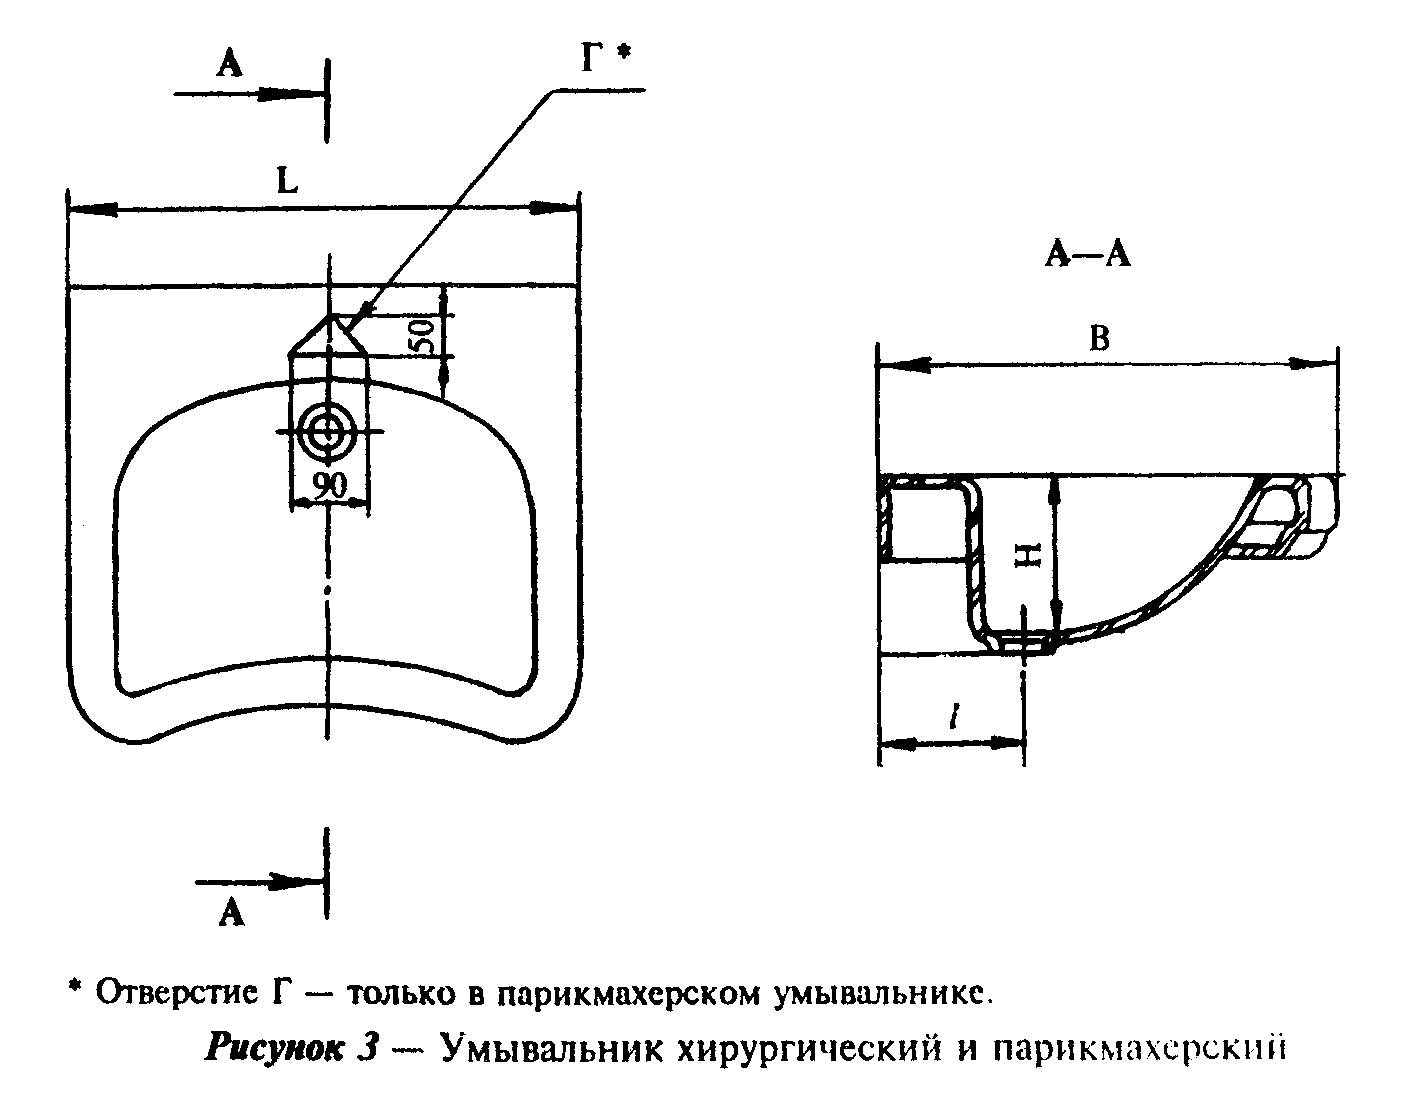 А
Г *
L
А—А
50
В
90
Н
l
А
* Отверстие Г — только в парикмахерском умывальнике.
Рисунок 3 — Умывальник хирургический и парикмахерский